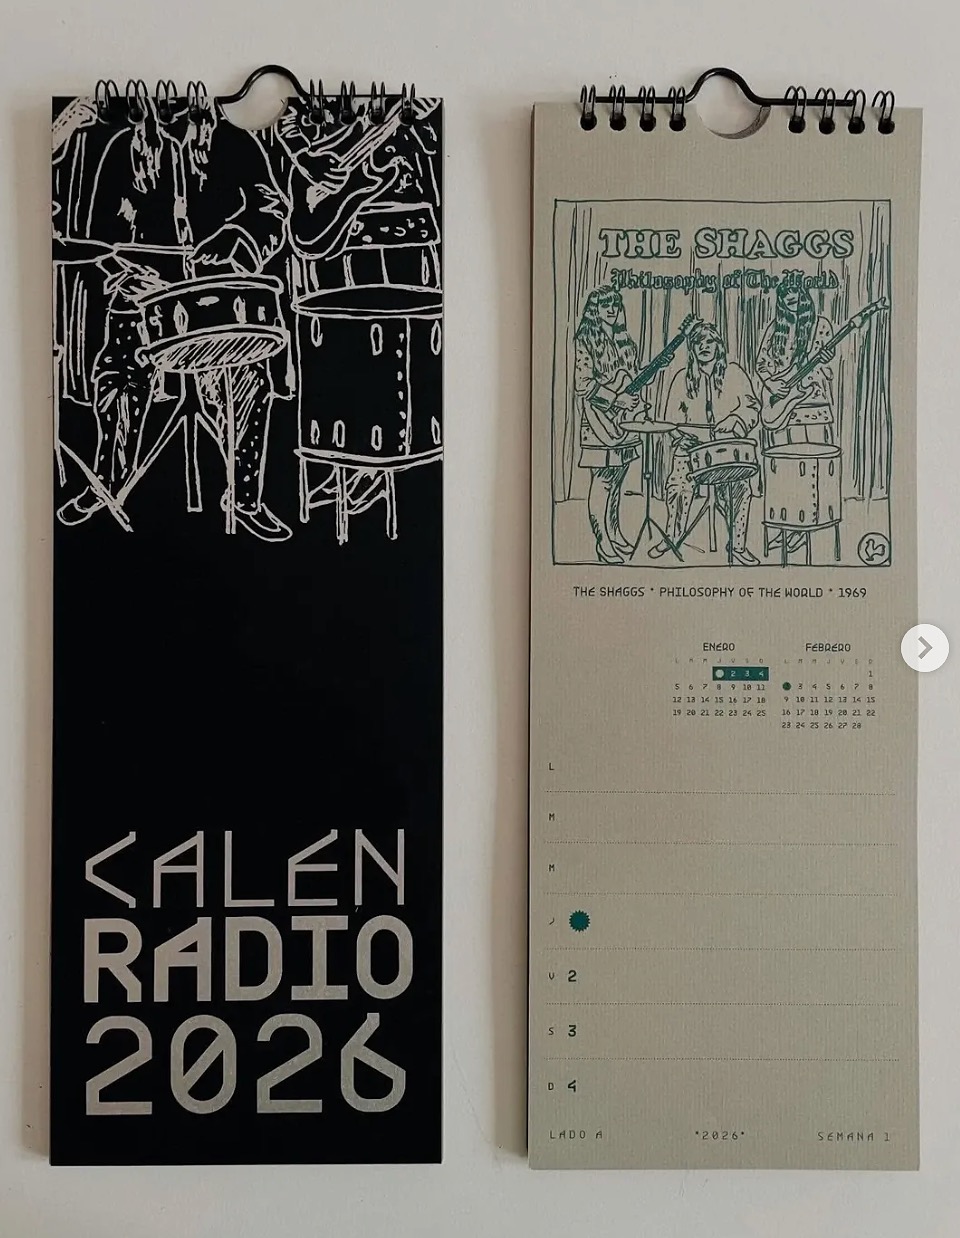 CALEN
RADIO
2026
THE SHAGGS
Philosophy of The World
THE SHAGGS * PHILOSOPHY OF THE WORLD * 1969
ENERO
L M M J V S D
2 3 4
5 6 7 8 9 10 11
12 13 14 15 16 17 18
19 20 21 22 23 24 25
FEBRERO
L M M J V S D
1
3 4 5 6 7 8
9 10 11 12 13 14 15
16 17 18 19 20 21 22
23 24 25 26 27 28
L
M
M
J
V 2
S 3
D 4
LADO A *2026* SEMANA 1